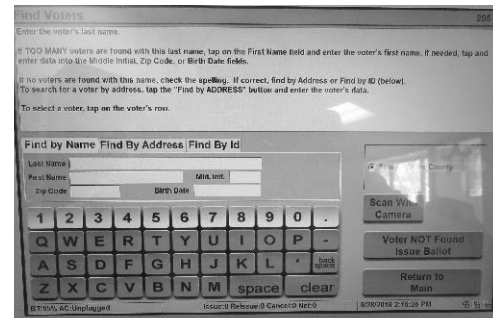 Find Voters
205
Enter the voter's last name.
If TOO MANY voters are found with this last name, tap on the First Name field and enter the voter's first name. If needed, tap and
enter data into the Middle Initial, Zip Code, or Birth Date fields.
If no voters are found with this name, check the spelling. If correct, find by Address or Find by ID (below).
To search for a voter by address, tap the "Find by ADDRESS" button and enter the voter's data.
To select a voter, tap on the voter's row.
Find by Name Find By Address Find By Id
Last Name
First Name
Mid. Init.
Zip Code
Birth Date
County
Scan With
Camera
1 2 3 4 5 6 7 8 9 0 .
Q W E R T Y U I O P -
A S D F G H J K L ' back space
Z X C V B N M space clear
Voter NOT Found
Issue Ballot
Return to
Main
BT:95% AC:Unplugged
Issue:0 Reissue:0 Cancel:0 Net:0
9/28/2018 2:16:26 PM